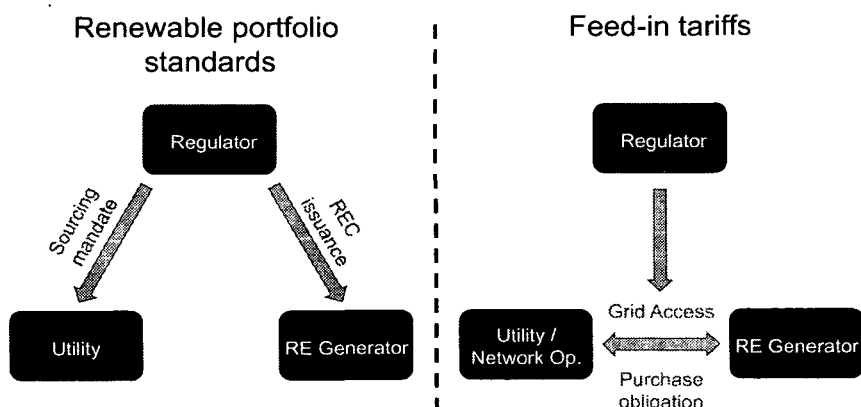 Renewable portfolio
standards
Regulator
Sourcing
mandate
REC
issuance
Utility
RE Generator
Feed-in tariffs
Regulator
Grid Access
Utility /
Network Op.
RE Generator
Purchase
obligation